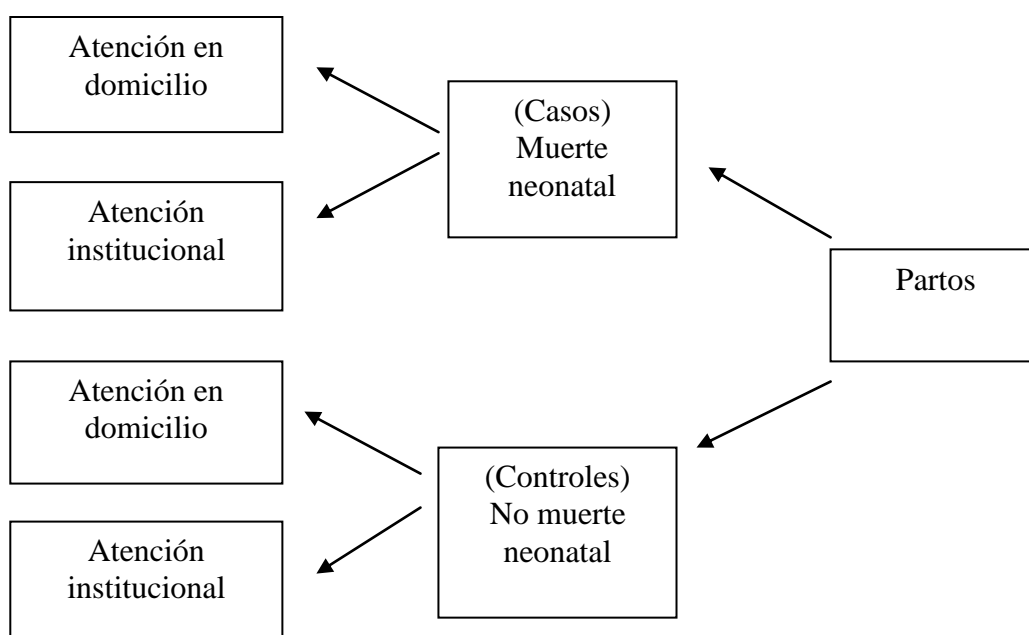 Atención en
domicilio
(Casos)
Muerte
neonatal
Atención
institucional
Partos
Atención en
domicilio
(Controles)
No muerte
neonatal
Atención
institucional